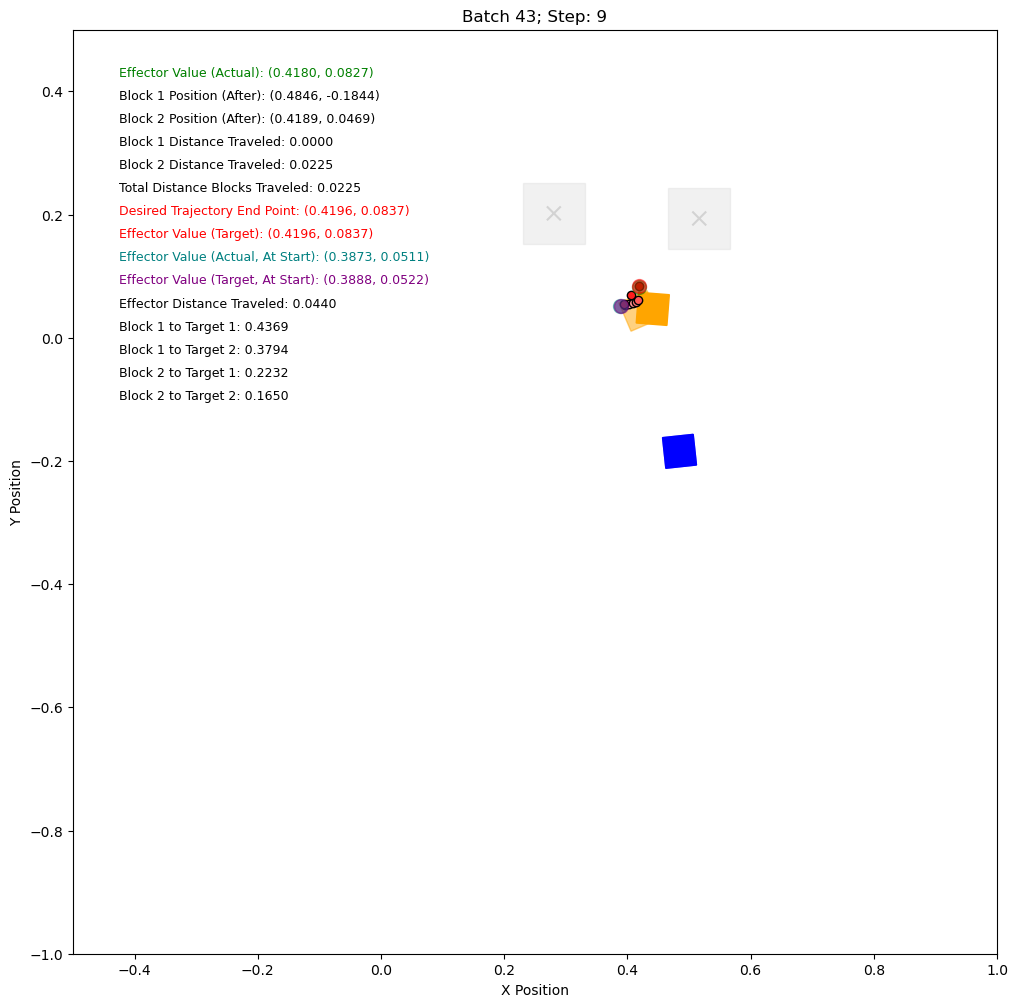 Batch 43; Step: 9
Effector Value (Actual): (0.4180, 0.0827)
Block 1 Position (After): (0.4846, -0.1844)
Block 2 Position (After): (0.4189, 0.0469)
Block 1 Distance Traveled: 0.0000
Block 2 Distance Traveled: 0.0225
Total Distance Blocks Traveled: 0.0225
Desired Trajectory End Point: (0.4196, 0.0837)
Effector Value (Target): (0.4196, 0.0837)
Effector Value (Actual, At Start): (0.3873, 0.0511)
Effector Value (Target, At Start): (0.3888, 0.0522)
Effector Distance Traveled: 0.0440
Block 1 to Target 1: 0.4369
Block 1 to Target 2: 0.3794
Block 2 to Target 1: 0.2232
Block 2 to Target 2: 0.1650
0.4
0.2
0.0
−0.2
−0.4
−0.6
−0.8
−1.0
Y Position
−0.4 −0.2 0.0 0.2 0.4 0.6 0.8 1.0
X Position